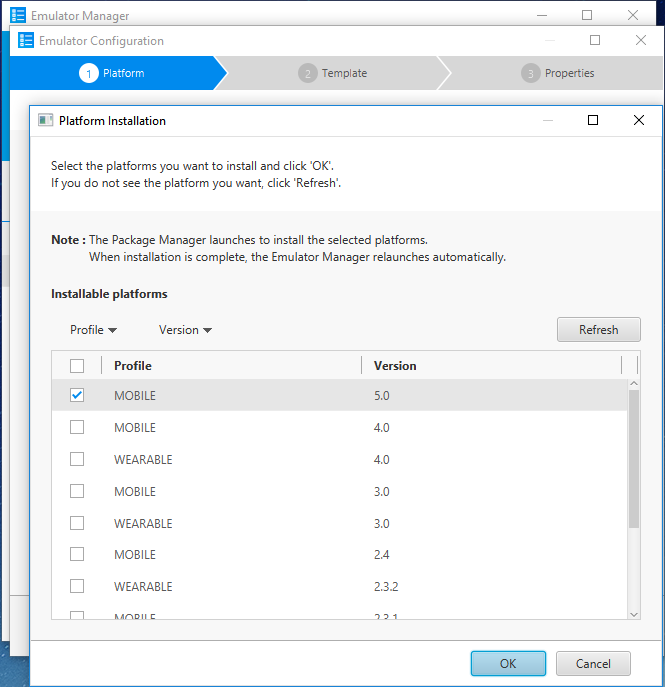 Emulator Manager
Emulator Configuration
1 Platform
2 Template
3 Properties
Platform Installation
Select the platforms you want to install and click 'OK'.
If you do not see the platform you want, click 'Refresh'.
Note : The Package Manager launches to install the selected platforms.
When installation is complete, the Emulator Manager relaunches automatically.
Installable platforms
Profile Version Refresh
Profile Version
MOBILE 5.0
MOBILE 4.0
WEARABLE 4.0
MOBILE 3.0
WEARABLE 3.0
MOBILE 2.4
WEARABLE 2.3.2
MOBILE 2.3.1
OK Cancel